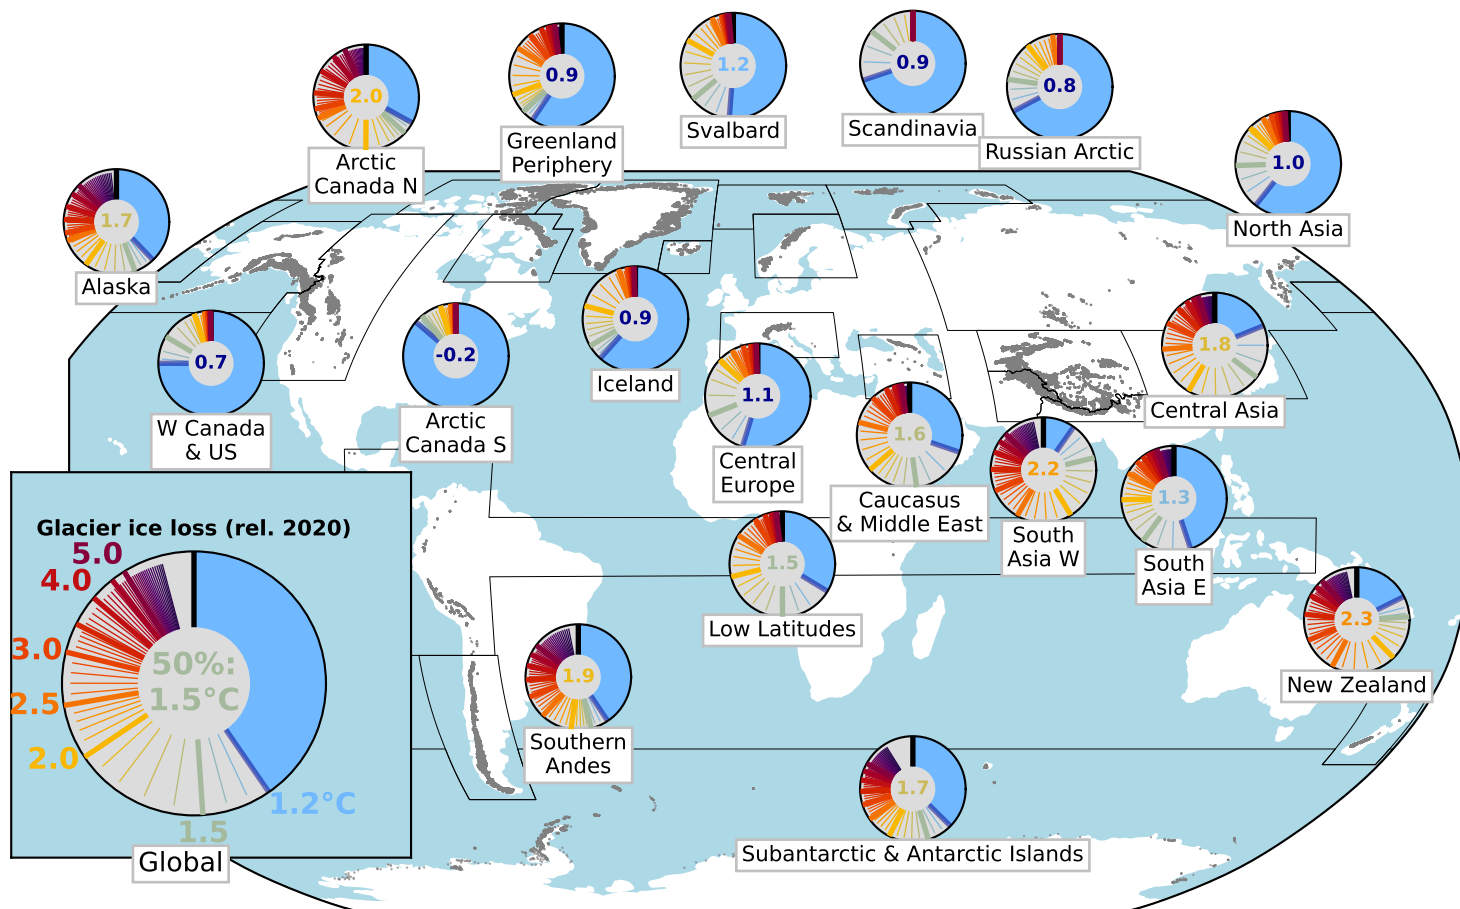 2.0
Arctic
Canada N
0.9
Greenland
Periphery
1.2
Svalbard
0.9
Scandinavia
0.8
Russian Arctic
1.0
North Asia
1.7
Alaska
0.7
W Canada
& US
-0.2
Arctic
Canada S
0.9
Iceland
1.1
Central
Europe
1.6
Caucasus
& Middle East
2.2
South
Asia W
1.3
South
Asia E
1.8
Central Asia
1.5
Low Latitudes
2.3
New Zealand
1.9
Southern
Andes
1.7
Subantarctic & Antarctic Islands
Glacier ice loss (rel. 2020)
5.0
4.0
3.0
2.5
2.0
50%:
1.5°C
1.2°C
1.5
Global